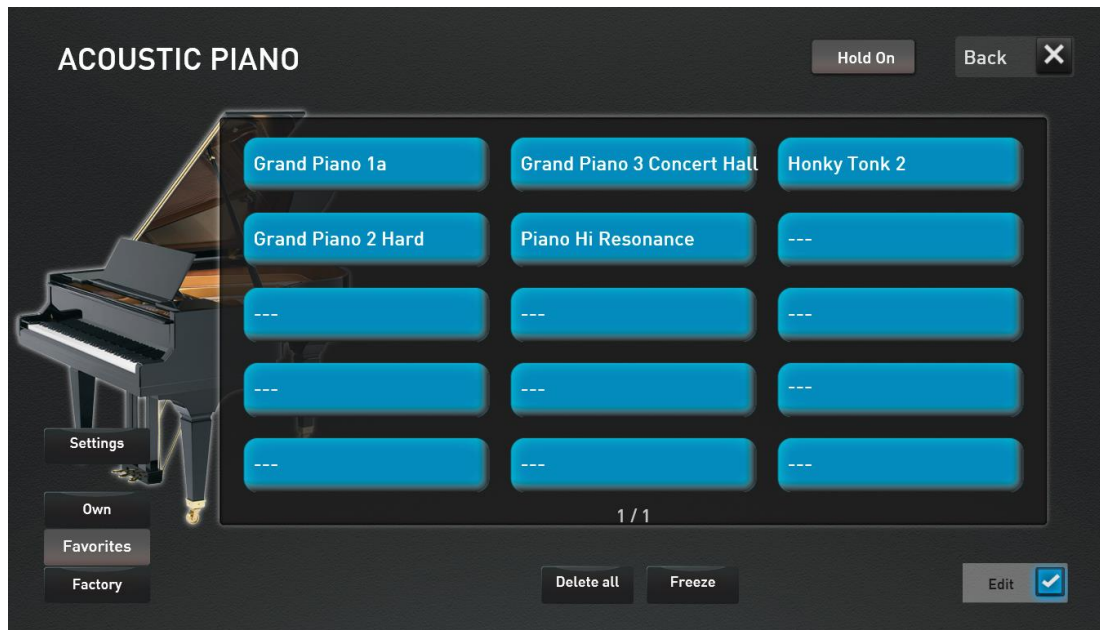 ACOUSTIC PIANO
Hold On
Back
Grand Piano 1a
Grand Piano 3 Concert Hall
Honky Tonk 2
Grand Piano 2 Hard
Piano Hi Resonance
---
---
---
---
---
---
---
---
---
---
1 / 1
Settings
Own
Favorites
Factory
Delete all
Freeze
Edit